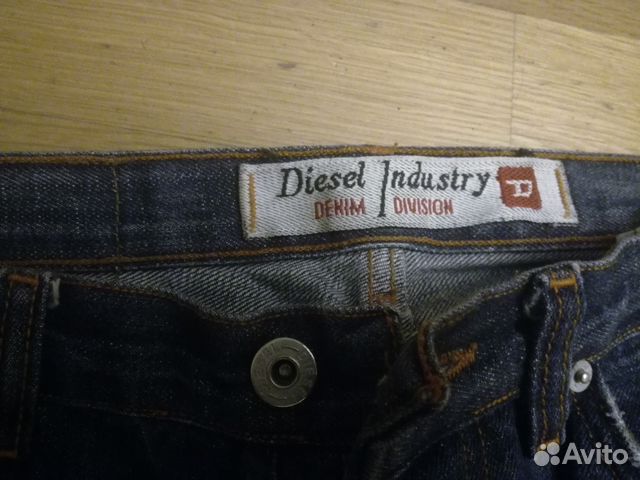 Diesel Industry
DENIM DIVISION
D
Avito